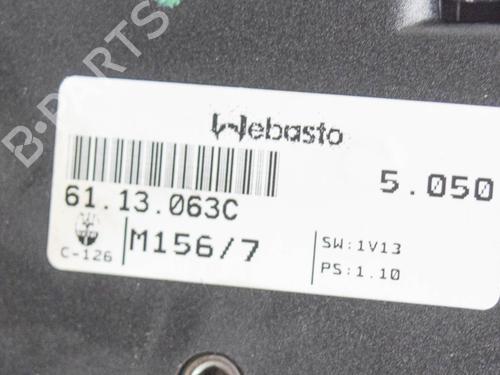 B-PARTS
Webasto
5.050
61.13.063C
C-126
M156/7
SW:1V13
PS:1.10